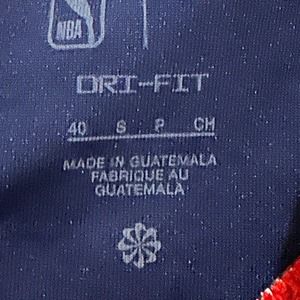 NBA
DRI-FIT
40 S P CH
MADE IN GUATEMALA
FABRIQUE AU
GUATEMALA